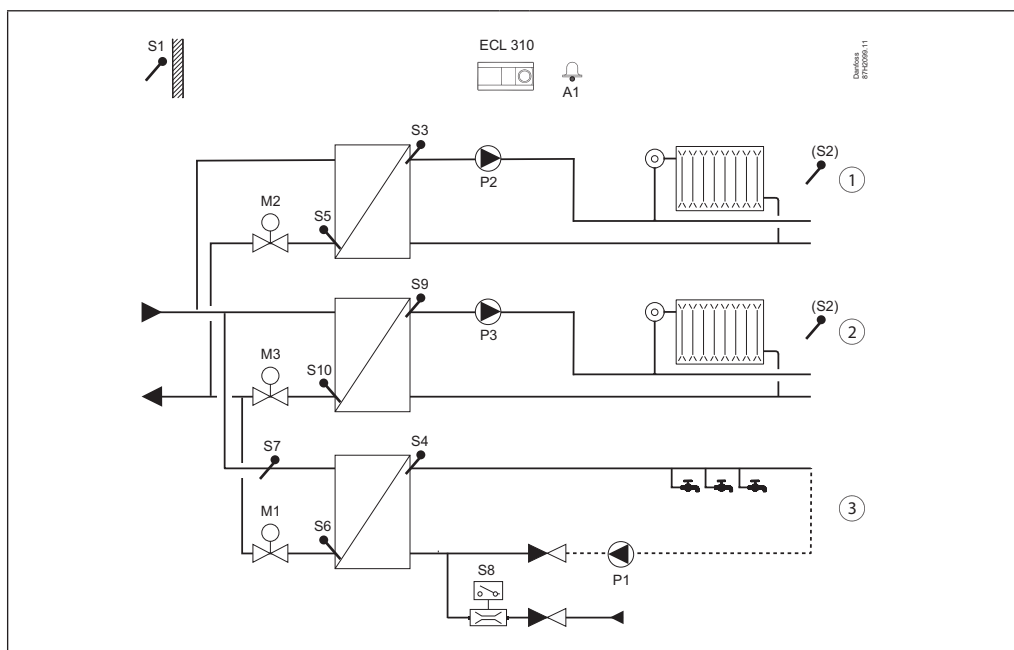 S1
ECL 310
A1
Danfoss
87H2099.11
S3
P2
(S2)
1
M2
S5
S9
P3
(S2)
2
M3
S10
S7
S4
3
M1
S6
S8
P1